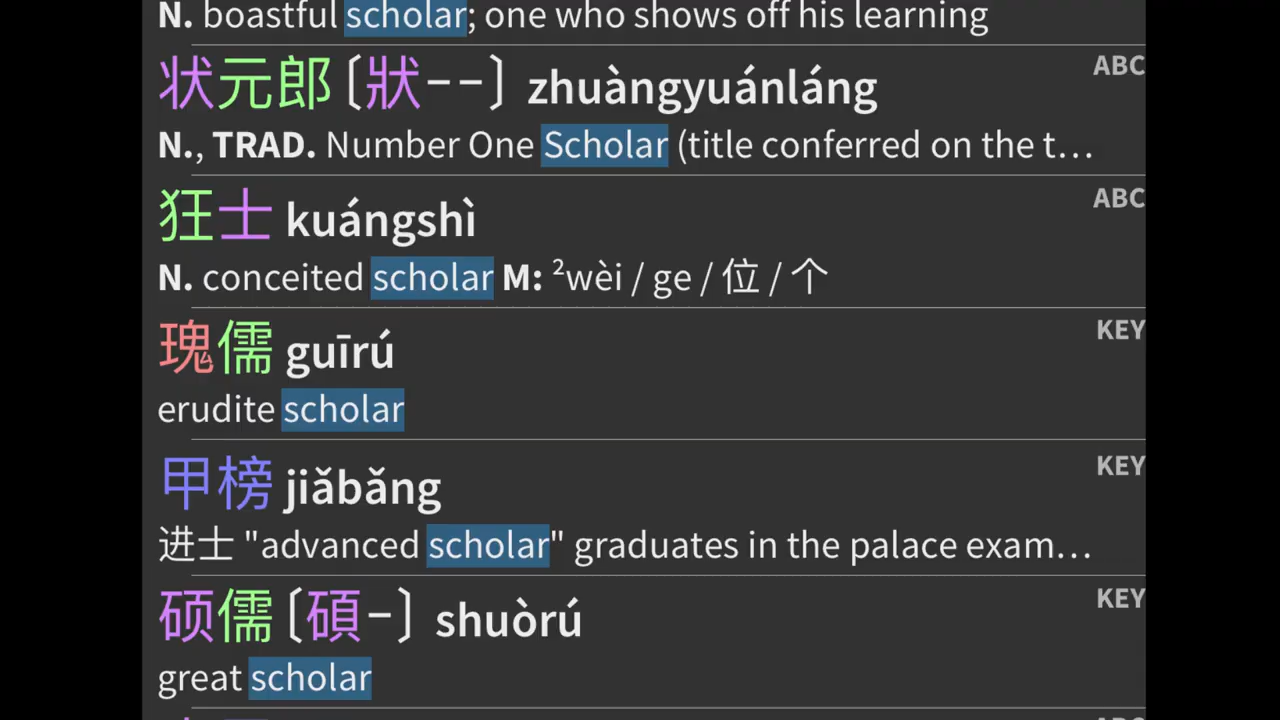 N. boastful scholar; one who shows off his learning
状元郎〔狀--〕 zhuàngyuánláng ABC
N., TRAD. Number One Scholar (title conferred on the t…
狂士 kuángshì ABC
N. conceited scholar M: ²wèi / ge / 位 / 个
瑰儒 guīrú KEY
erudite scholar
甲榜 jiǎbǎng KEY
进士 "advanced scholar" graduates in the palace exam…
硕儒〔碩-〕 shuòrú KEY
great scholar